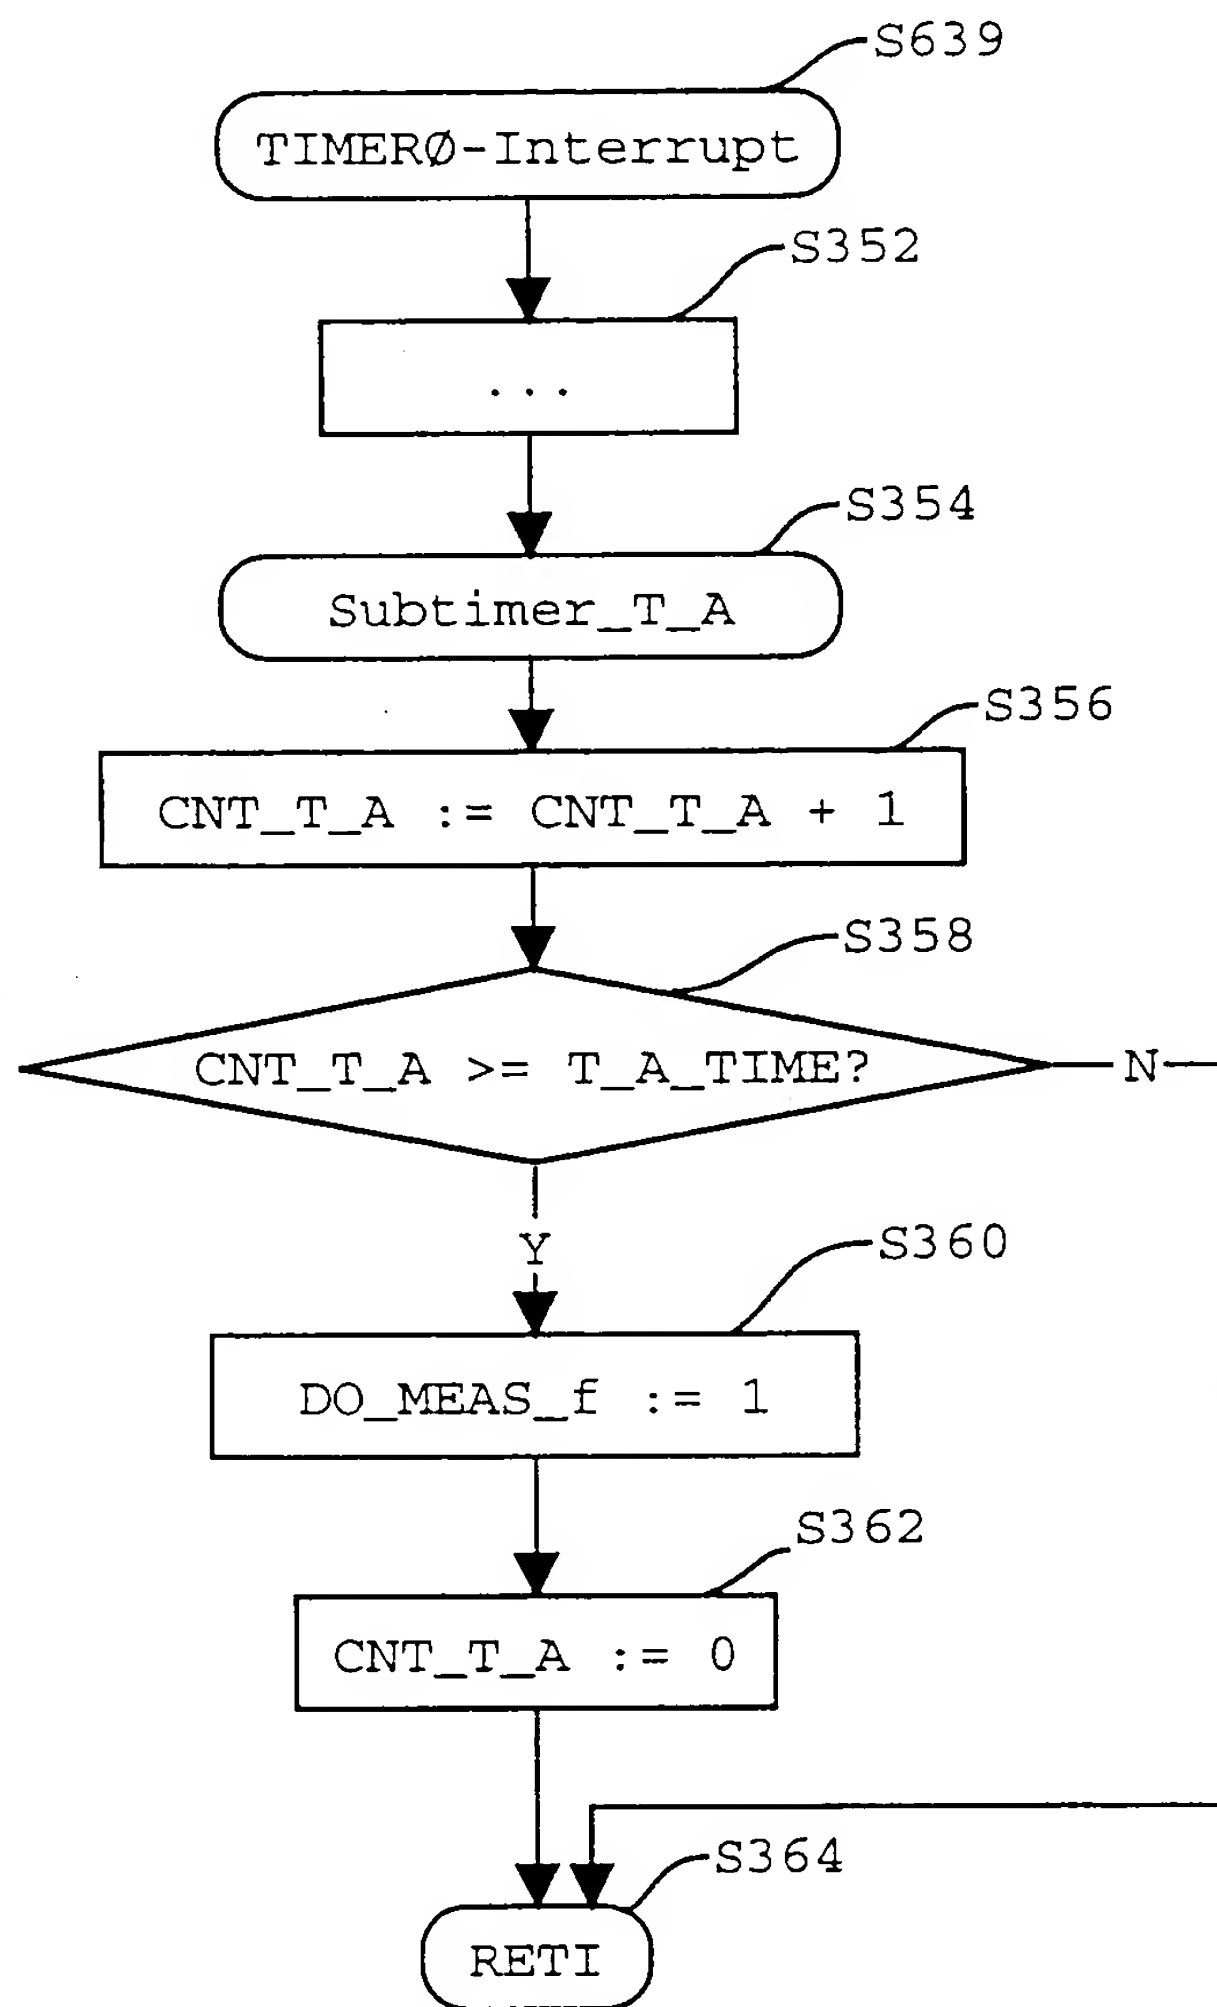 S639
TIMERØ-Interrupt
S352
...
S354
Subtimer_T_A
S356
CNT_T_A := CNT_T_A + 1
S358
CNT_T_A >= T_A_TIME?
N
Y
S360
DO_MEAS_f := 1
S362
CNT_T_A := 0
S364
RETI